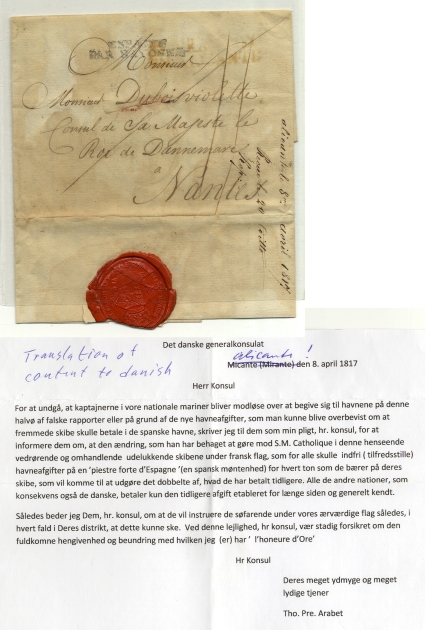 ESPAGNE
PAR BAYONNE
Monsieur
Monsieur Dubois violette
Consul de Sa Majesté le
Roi de Dannemarc
à
Nantes
alicante le 8 avril 1817
Translation of
content to danish
Det danske generalkonsulat
alicante!
Micante (Mirante) den 8. april 1817
Herr Konsul
For at undgå, at kaptajnerne i vore nationale mariner bliver modløse over at begive sig til havnene på denne
halvø af falske rapporter eller på grund af de nye havneafgifter, som man kunne blive overbevist om at
fremmede skibe skulle betale i de spanske havne, skriver jeg til dem som min pligt, hr. konsul, for at
informere dem om, at den ændring, som han har behaget at gøre mod S.M. Catholique i denne henseende
vedrørende og omhandlende udelukkende skibene under fransk flag, som for alle skulle indfri ( tilfredsstille)
havneafgifter på en 'piestre forte d'Espagne '(en spansk møntenhed) for hvert ton som de bærer på deres
skibe, som vil komme til at udgøre det dobbelte af, hvad de har betalt tidligere. Alle de andre nationer, som
konsekvens også de danske, betaler kun den tidligere afgift etableret for længe siden og generelt kendt.
Således beder jeg Dem, hr. konsul, om at de vil instruere de søfarende under vores ærværdige flag således, i
hvert fald i Deres distrikt, at dette kunne ske. Ved denne lejlighed, hr konsul, vær stadig forsikret om den
fuldkomne hengivenhed og beundring med hvilken jeg (er) har ' l'honeure d'Ore'
Hr Konsul
Deres meget ydmyge og meget
lydige tjener
Tho. Pre. Arabet